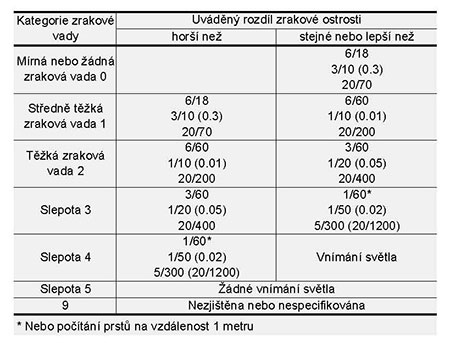 Kategorie zrakové vady
Uváděný rozdíl zrakové ostrosti
horší než
stejné nebo lepší než
Mírná nebo žádná
zraková vada 0
6/18
3/10 (0.3)
20/70
Středně těžká
zraková vada 1
6/18
3/10 (0.3)
20/70
6/60
1/10 (0.01)
20/200
Těžká zraková
vada 2
6/60
1/10 (0.01)
20/200
3/60
1/20 (0.05)
20/400
Slepota 3
3/60
1/20 (0.05)
20/400
1/60*
1/50 (0.02)
5/300 (20/1200)
Slepota 4
1/60*
1/50 (0.02)
5/300 (20/1200)
Vnímání světla
Slepota 5
Žádné vnímání světla
9
Nezjištěna nebo nespecifikována
* Nebo počítání prstů na vzdálenost 1 metru